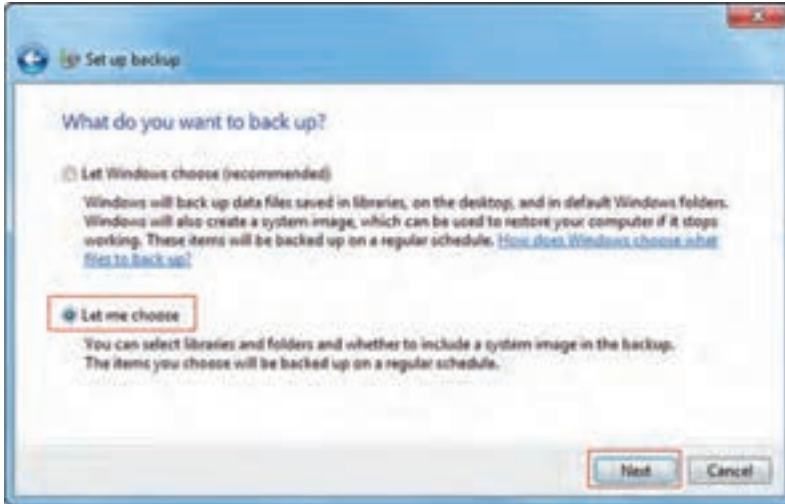 Set up backup
What do you want to back up?
Let Windows choose (recommended)
Windows will back up data files saved in libraries, on the desktop, and in default Windows folders.
Windows will also create a system image, which can be used to restore your computer if it stops
working. These items will be backed up on a regular schedule. How does Windows choose what
files to back up?
Let me choose
You can select libraries and folders and whether to include a system image in the backup.
The items you choose will be backed up on a regular schedule.
Next Cancel